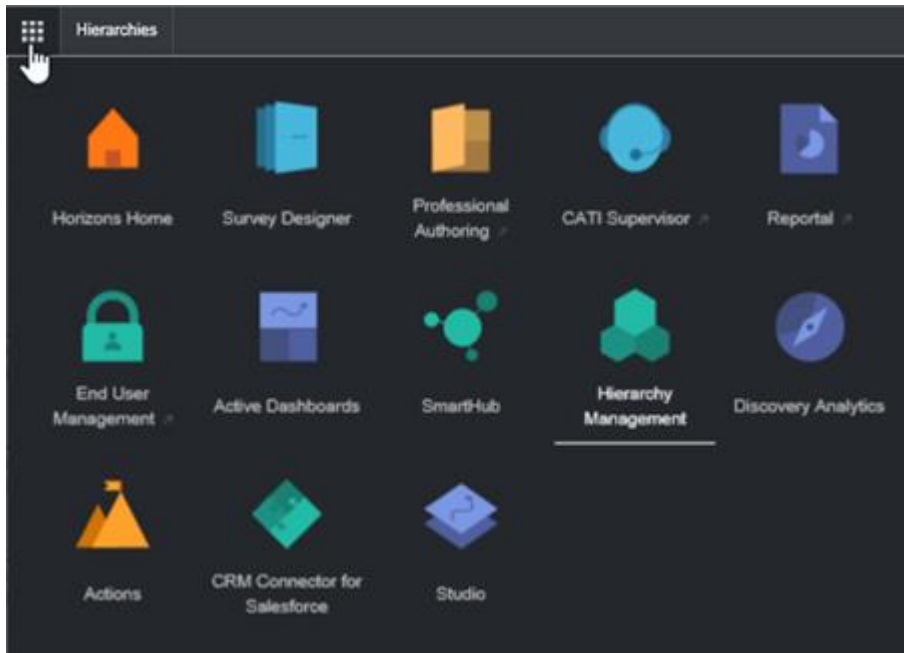 Hierarchies
Horizons Home
Survey Designer
Professional
Authoring
CATI Supervisor
Reportal
End User
Management
Active Dashboards
SmartHub
Hierarchy
Management
Discovery Analytics
Actions
CRM Connector for
Salesforce
Studio